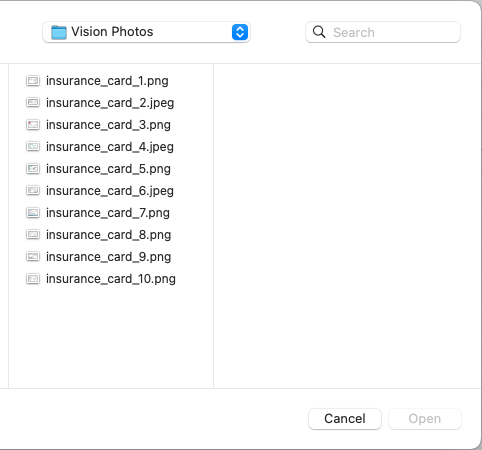 Vision Photos
Search
insurance_card_1.png
insurance_card_2.jpeg
insurance_card_3.png
insurance_card_4.jpeg
insurance_card_5.png
insurance_card_6.jpeg
insurance_card_7.png
insurance_card_8.png
insurance_card_9.png
insurance_card_10.png
Cancel
Open